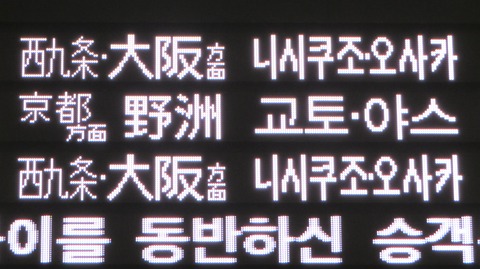 西九条・大阪方面 니시쿠조·오사카
京都方面 野洲 교토·야스
西九条・大阪方面 니시쿠조·오사카
이를 동반하신 승객